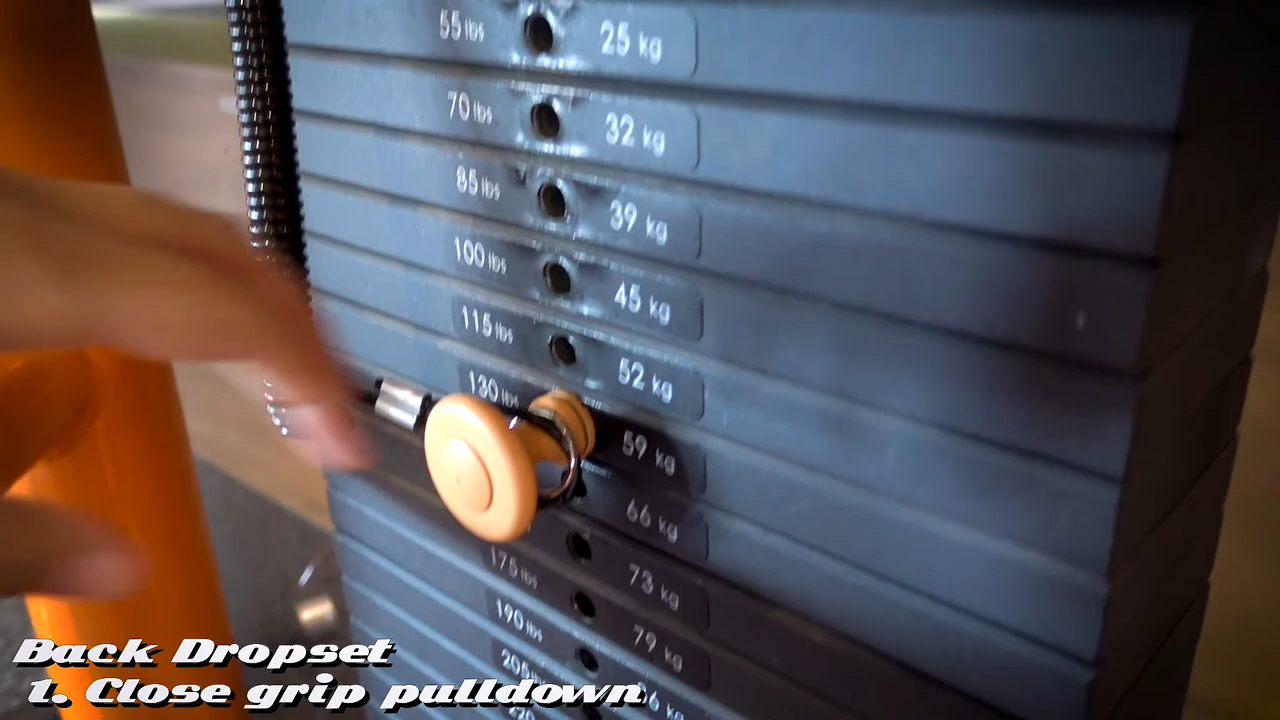 55 lbs 25 kg
70 lbs 32 kg
85 lbs 39 kg
100 lbs 45 kg
115 lbs 52 kg
130 lbs 59 kg
66 kg
175 lbs 73 kg
190 lbs 79 kg
205
Back Dropset
1. Close grip pulldown